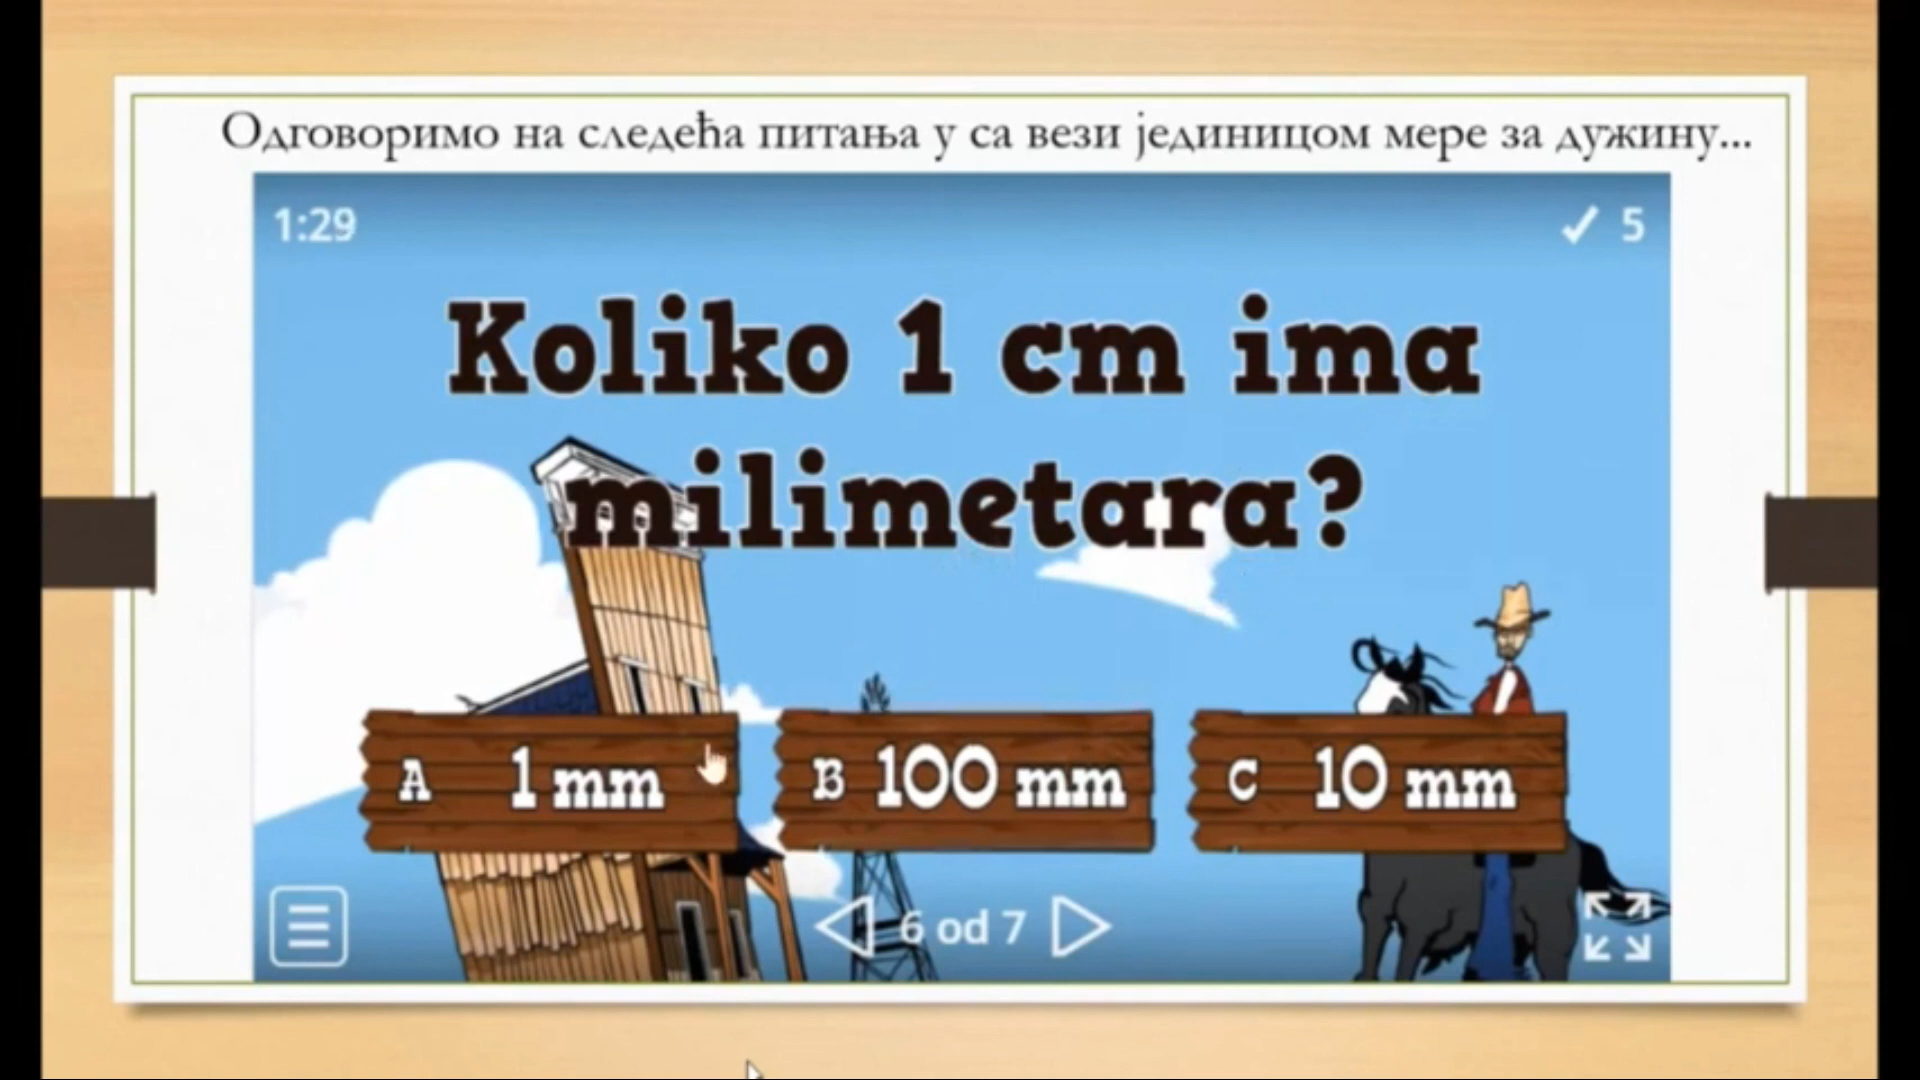 Одговоримо на следећа питања у са вези јединицом мере за дужину...
1:29
✓ 5
Koliko 1 cm ima
milimetara?
A 1 mm
B 100 mm
C 10 mm
6 od 7